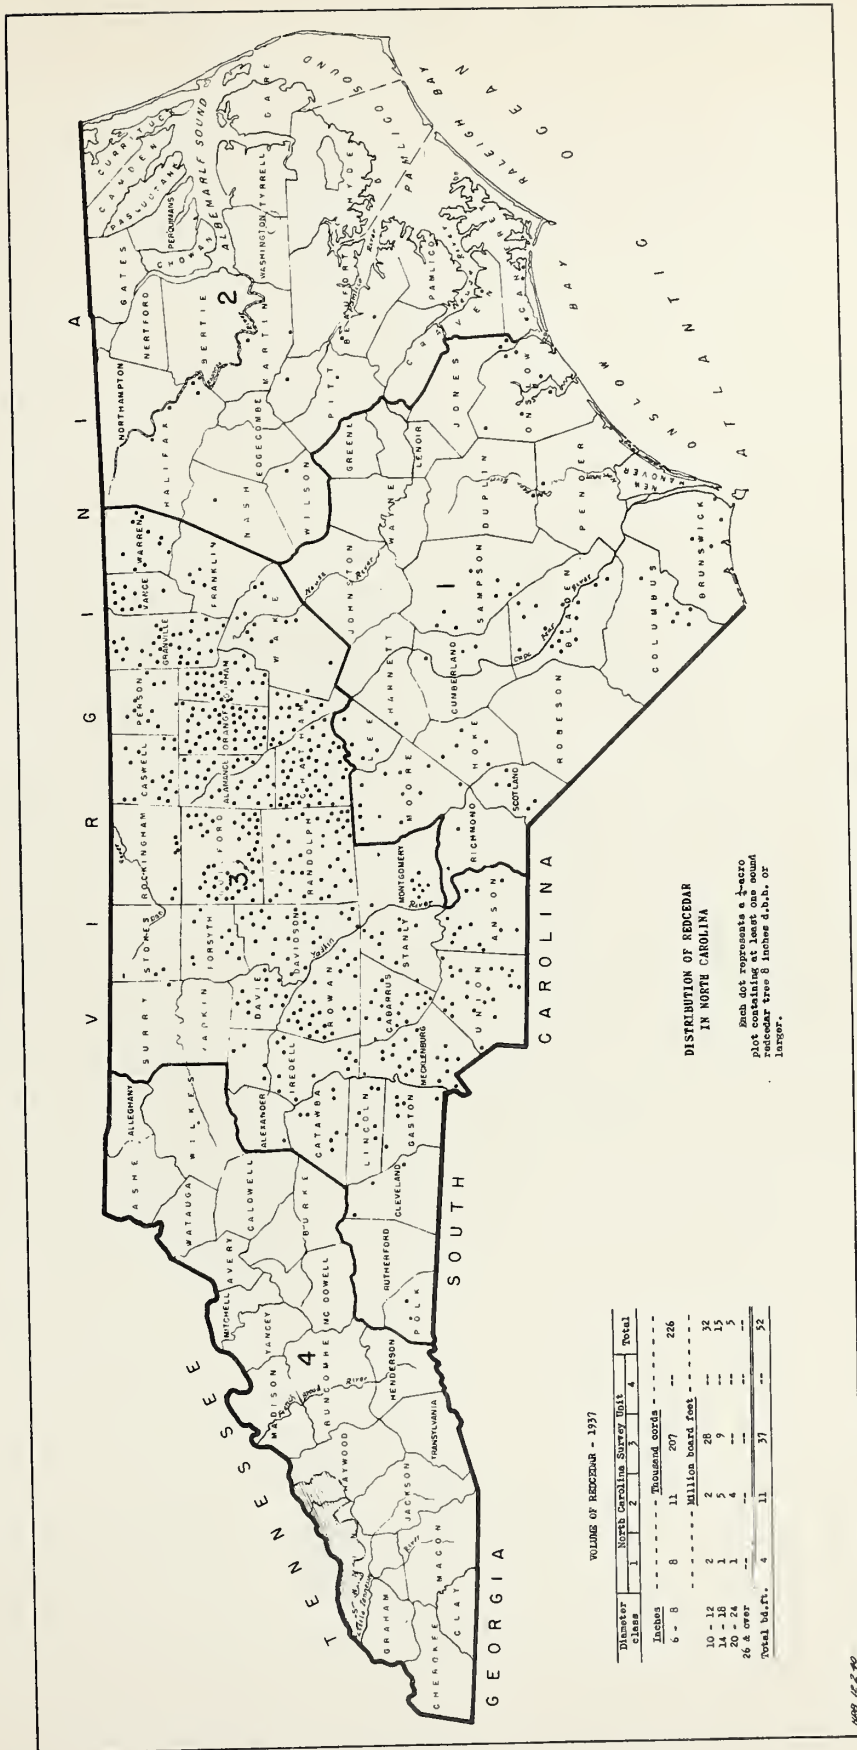 V I R G I N I A
T E N N E S S E E
GEORGIA
SOUTH
CAROLINA
ATLANTIC
OCEAN
RALEIGH BAY
ONSLOW BAY
PAMLICO SOUND
ALBEMARLE SOUND
CURRITUCK
CAMDEN
PASQUOTANK
PERQUIMANS
GATES
HERTFORD
BERTIE
2
NORTHAMPTON
HALIFAX
WASHINGTON
TYRRELL
DARE
HYDE
MARTIN
EDGECOMBE
NASH
PITT
BEAUFORT
PAMLICO
WILSON
GREENE
LENOIR
JONES
ONSLOW
WAYNE
DUPLIN
PENDER
NEW HANOVER
BRUNSWICK
COLUMBUS
BLADEN
SAMPSON
1
JOHNSTON
HARNETT
CUMBERLAND
ROBESON
HOKE
SCOTLAND
RICHMOND
MOORE
LEE
Neuse River
Cape Fear River
WARREN
VANCE
FRANKLIN
GRANVILLE
WAKE
PERSON
DURHAM
ORANGE
CASWELL
ALAMANCE
CHATHAM
ROCKINGHAM
GUILFORD
3
RANDOLPH
MONTGOMERY
STOKES
FORSYTH
DAVIDSON
STANLY
ANSON
SURRY
YADKIN
DAVIE
ROWAN
CABARRUS
UNION
IREDELL
MECKLENBURG
Dan
Yadkin
River
ALLEGHANY
ASHE
WILKES
ALEXANDER
CATAWBA
LINCOLN
GASTON
CLEVELAND
WATAUGA
CALDWELL
BURKE
AVERY
MITCHELL
YANCEY
McDOWELL
RUTHERFORD
POLK
MADISON
BUNCOMBE
4
HENDERSON
HAYWOOD
TRANSYLVANIA
JACKSON
SWAIN
MACON
GRAHAM
CHEROKEE
CLAY
DISTRIBUTION OF REDCEDAR
IN NORTH CAROLINA
Each dot represents a ¼-acre
plot containing at least one sound
redcedar tree 8 inches d.b.h. or
larger.
VOLUME OF REDCEDAR - 1937
Diameter class North Carolina Survey Unit Total
1 2 3 4
Inches - - - - - - - Thousand cords - - - - - - -
6 - 8 8 11 207 -- 226
- - - - - - - Million board feet - - - - - - -
10 - 12 2 2 28 -- 32
14 - 18 1 5 9 -- 15
20 - 24 1 4 -- -- 5
26 & over -- -- -- -- --
Total bd.ft. 4 11 37 -- 52